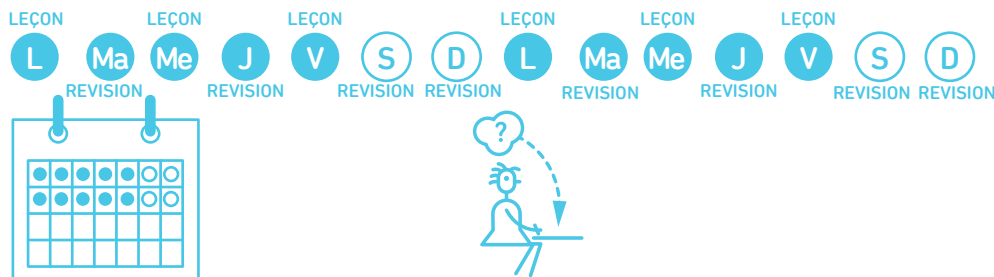 LEÇON LEÇON LEÇON LEÇON LEÇON LEÇON
L Ma Me J V S D L Ma Me J V S D
REVISION REVISION REVISION REVISION REVISION REVISION REVISION REVISION
?